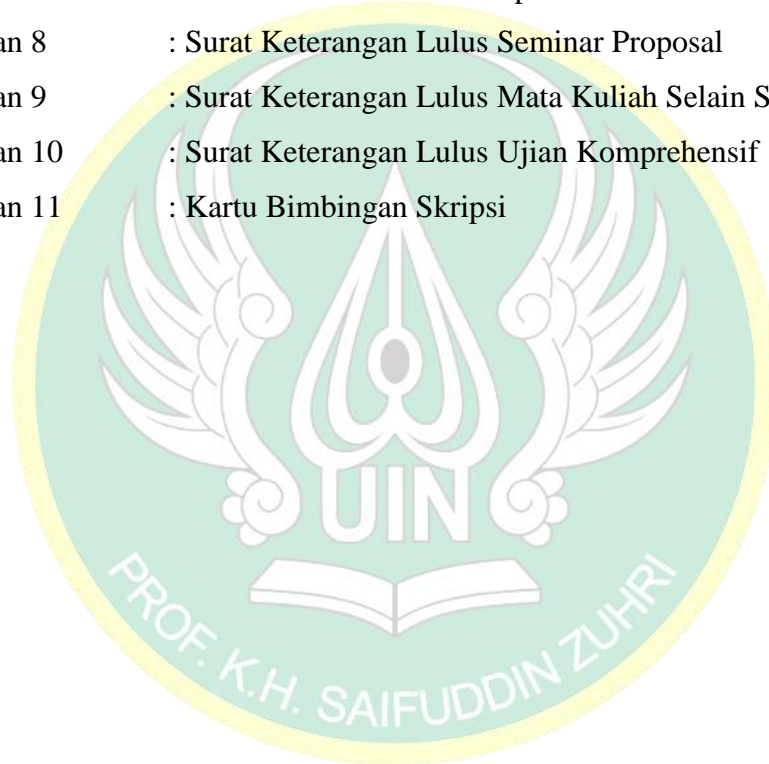 an 8 : Surat Keterangan Lulus Seminar Proposal
an 9 : Surat Keterangan Lulus Mata Kuliah Selain S
an 10 : Surat Keterangan Lulus Ujian Komprehensif
an 11 : Kartu Bimbingan Skripsi
UIN
PROF. K.H. SAIFUDDIN ZUHRI